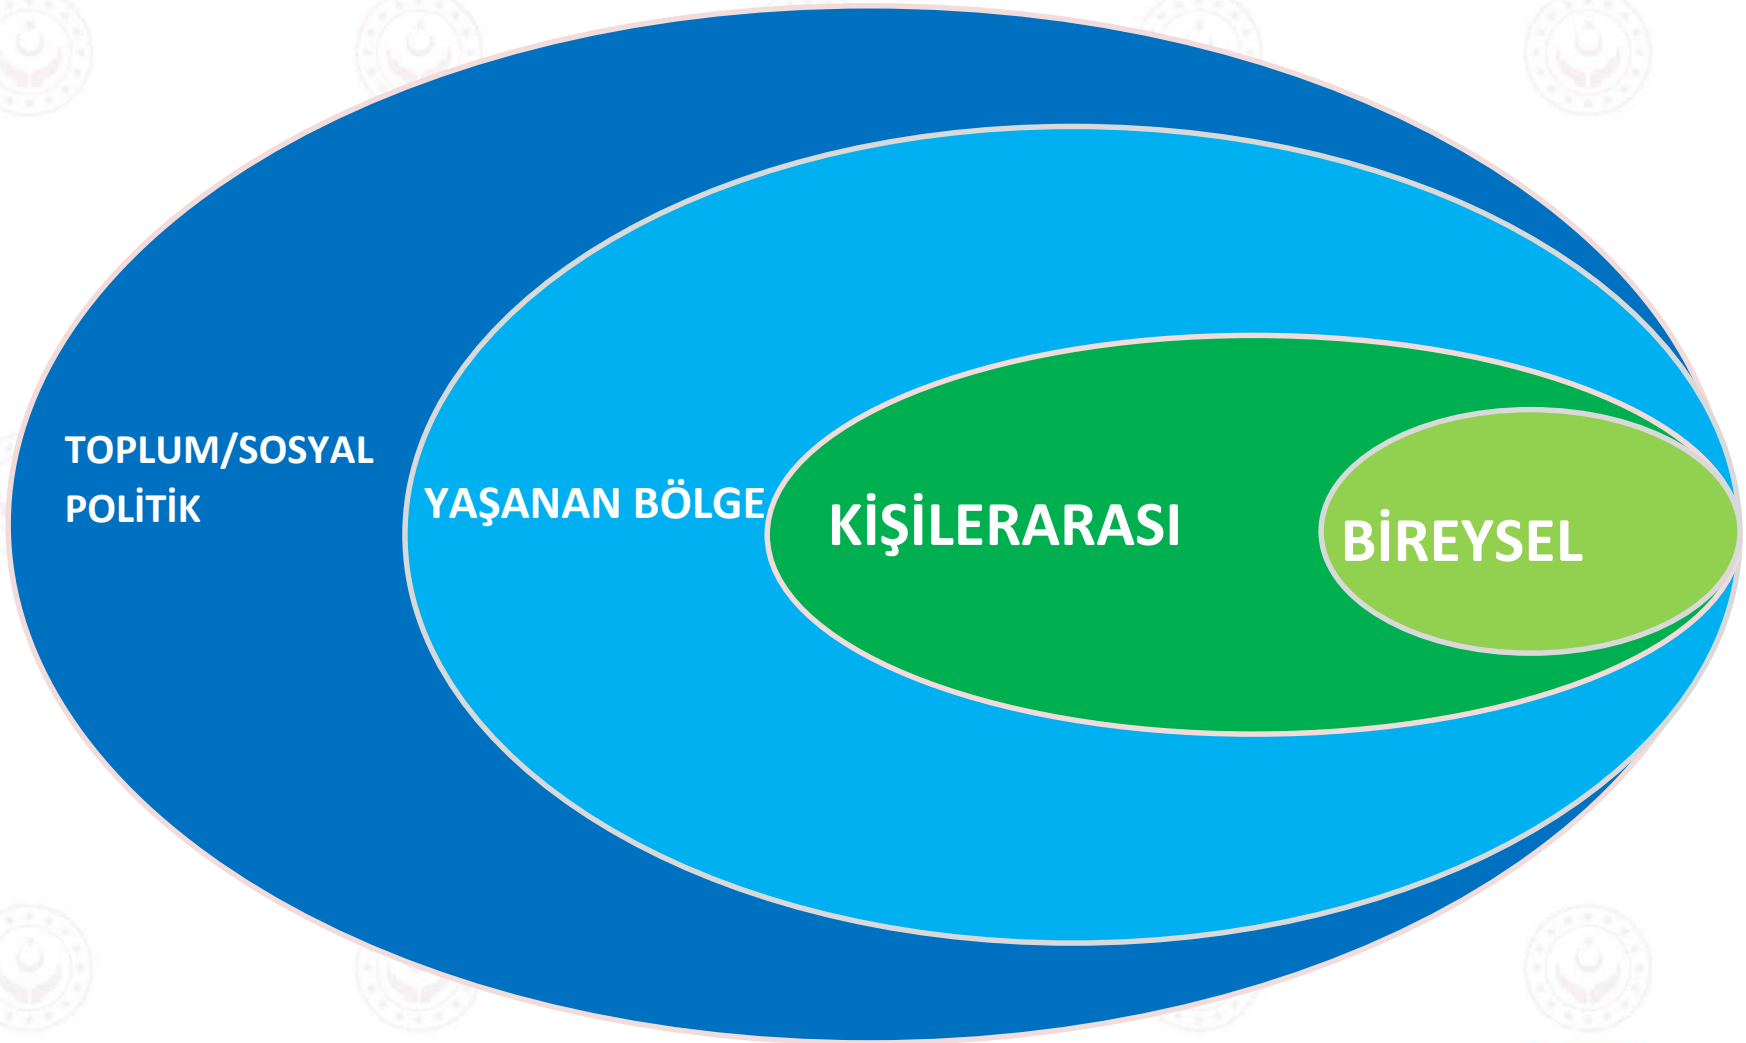 TOPLUM/SOSYAL
POLİTİK
YAŞANAN BÖLGE
KİŞİLERARASI
BİREYSEL